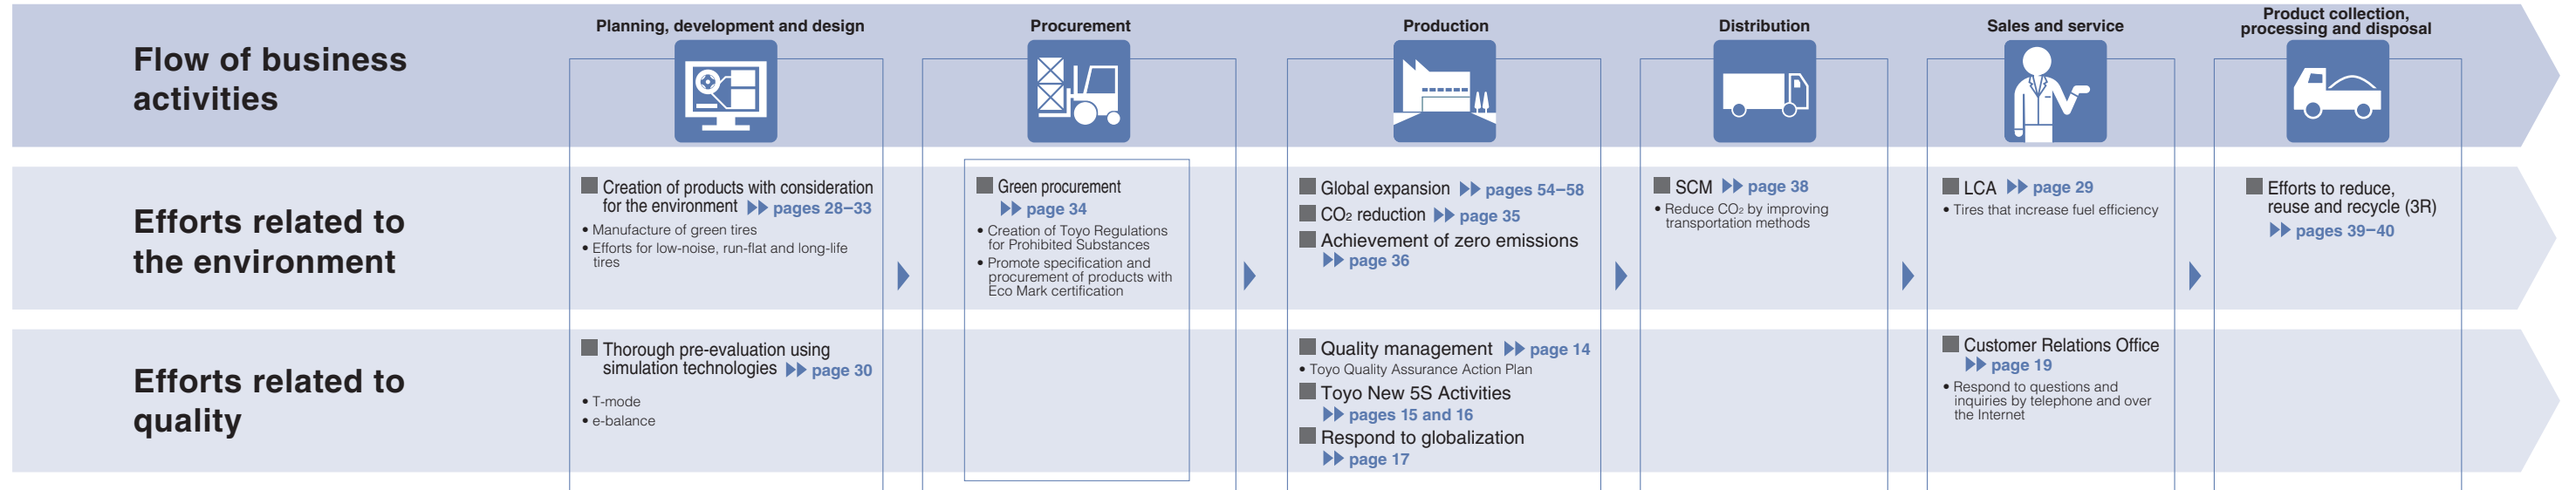 Flow of business
activities
Planning, development and design
Procurement
Production
Distribution
Sales and service
Product collection,
processing and disposal
Efforts related to
the environment
Creation of products with consideration
for the environment ▶▶ pages 28–33
• Manufacture of green tires
• Efforts for low-noise, run-flat and long-life
tires
Green procurement
▶▶ page 34
• Creation of Toyo Regulations
for Prohibited Substances
• Promote specification and
procurement of products with
Eco Mark certification
Global expansion ▶▶ pages 54–58
CO2 reduction ▶▶ page 35
Achievement of zero emissions
▶▶ page 36
SCM ▶▶ page 38
• Reduce CO2 by improving
transportation methods
LCA ▶▶ page 29
• Tires that increase fuel efficiency
Efforts to reduce,
reuse and recycle (3R)
▶▶ pages 39–40
Efforts related to
quality
Thorough pre-evaluation using
simulation technologies ▶▶ page 30
• T-mode
• e-balance
Quality management ▶▶ page 14
• Toyo Quality Assurance Action Plan
Toyo New 5S Activities
▶▶ pages 15 and 16
Respond to globalization
▶▶ page 17
Customer Relations Office
▶▶ page 19
• Respond to questions and
inquiries by telephone and over
the Internet